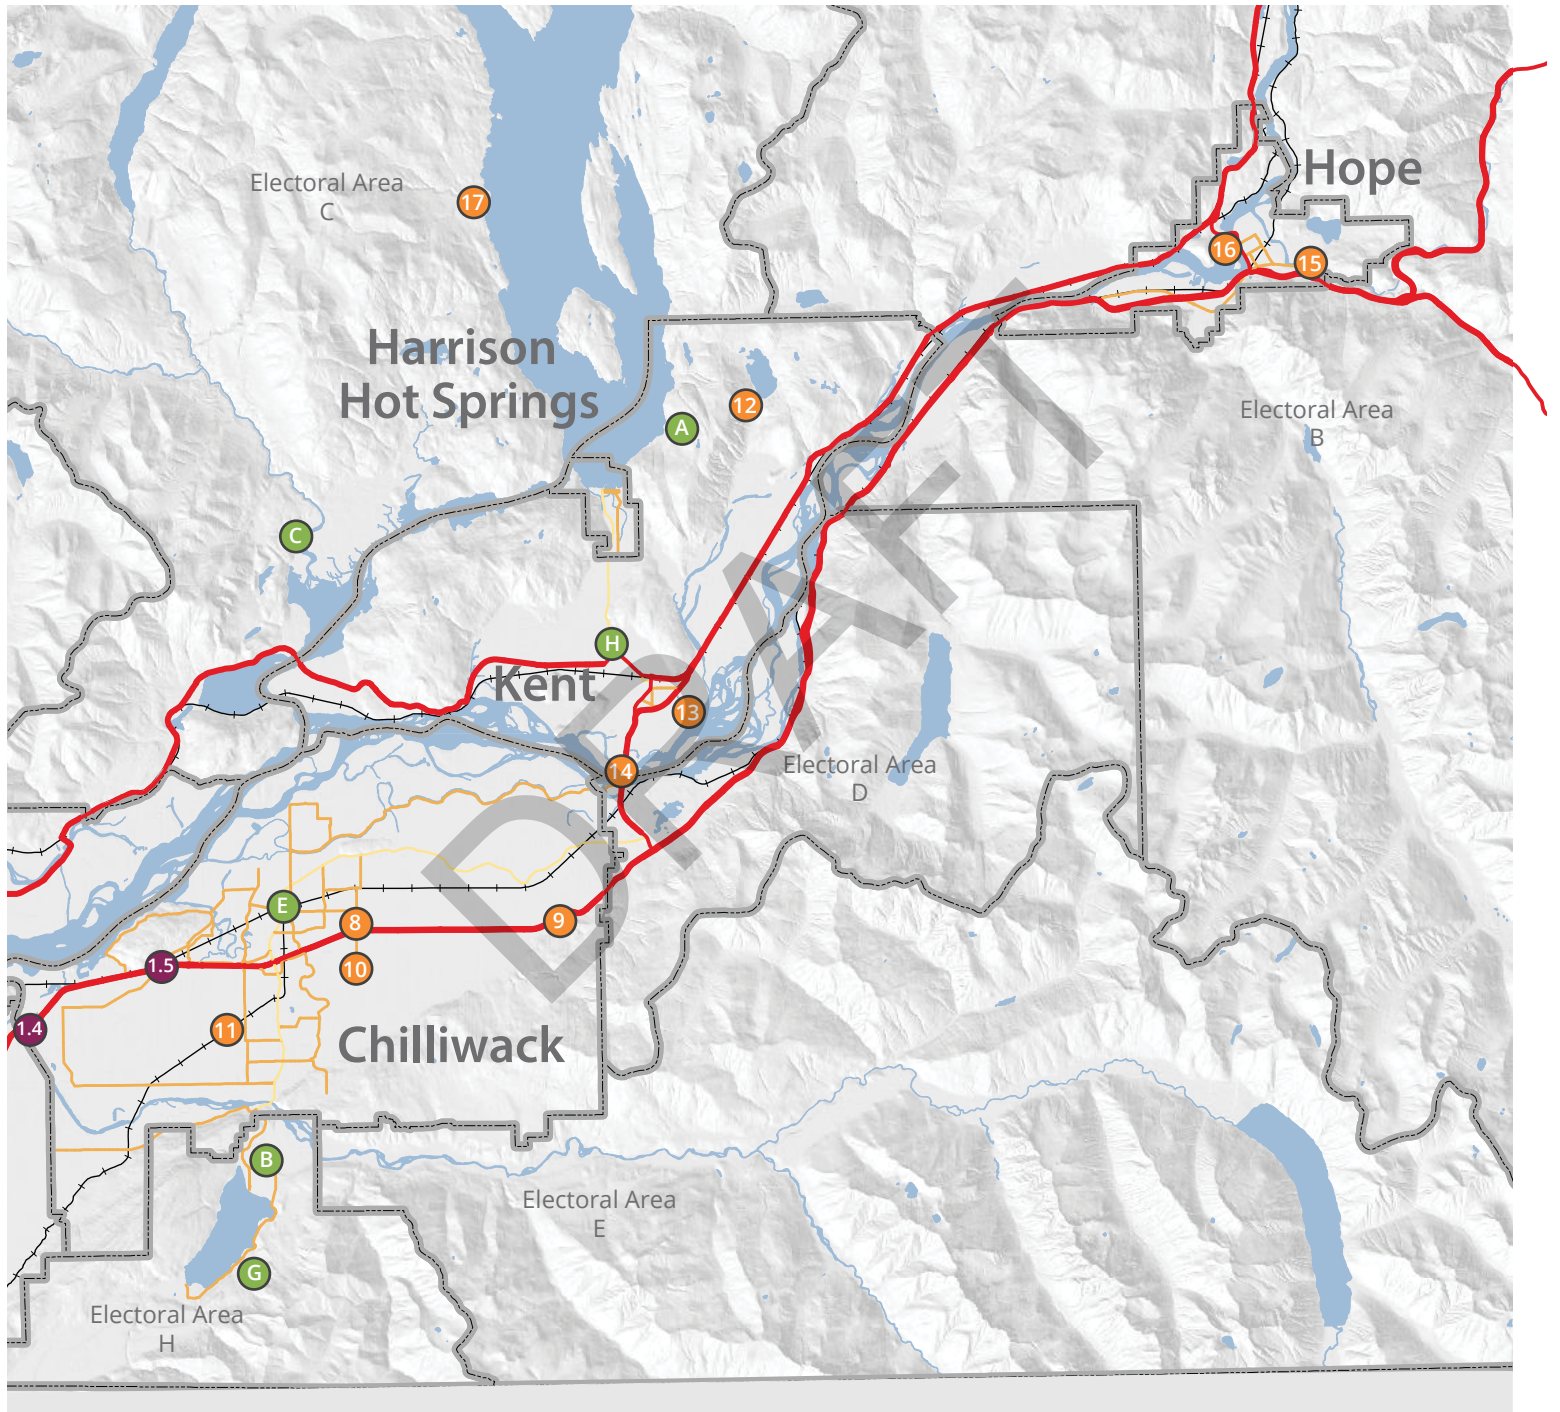 Hope
Electoral Area
C
17
16
15
Harrison
Hot Springs
12
A
Electoral Area
B
C
H
Kent
13
14
Electoral Area
D
DRAFT
E
8
9
1.5
10
1.4
11
Chilliwack
B
Electoral Area
E
G
Electoral Area
H